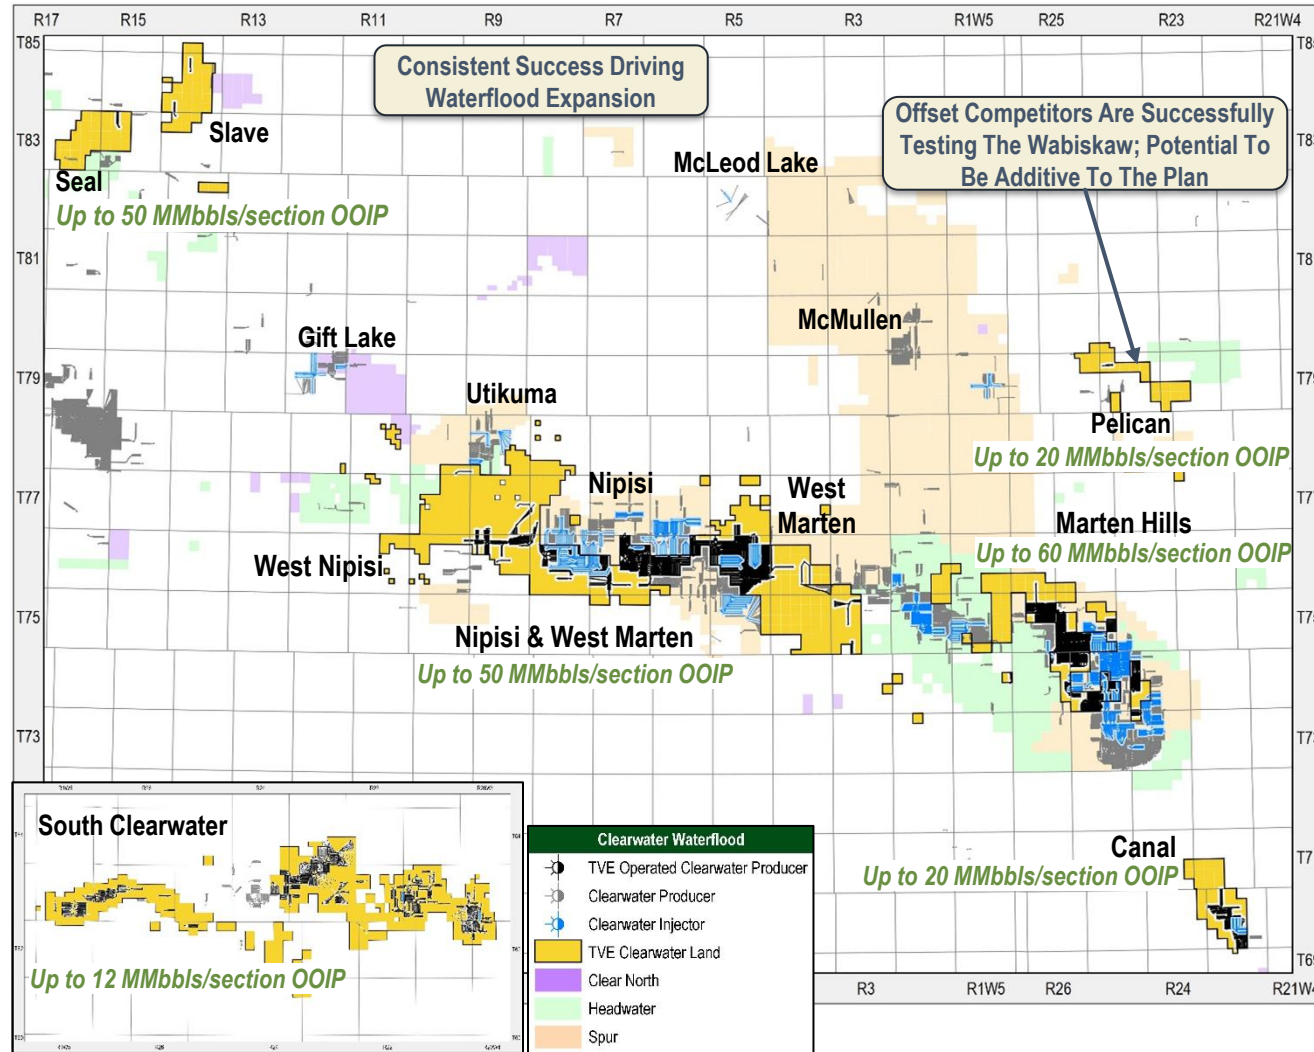 R17 R15 R13 R11 R9 R7 R5 R3 R1W5 R25 R23 R21W4
T85
Consistent Success Driving
Waterflood Expansion
Offset Competitors Are Successfully
Testing The Wabiskaw; Potential To
Be Additive To The Plan
Slave
T83
McLeod Lake
Seal
Up to 50 MMbbls/section OOIP
T81
McMullen
Gift Lake
T79
Utikuma
Pelican
Up to 20 MMbbls/section OOIP
Nipisi
West
Marten
T77
Marten Hills
Up to 60 MMbbls/section OOIP
West Nipisi
T75
Nipisi & West Marten
Up to 50 MMbbls/section OOIP
T73
South Clearwater
Up to 12 MMbbls/section OOIP
Clearwater Waterflood
TVE Operated Clearwater Producer
Clearwater Producer
Clearwater Injector
TVE Clearwater Land
Clear North
Headwater
Spur
Canal
Up to 20 MMbbls/section OOIP
R3 R1W5 R26 R24 R21W4